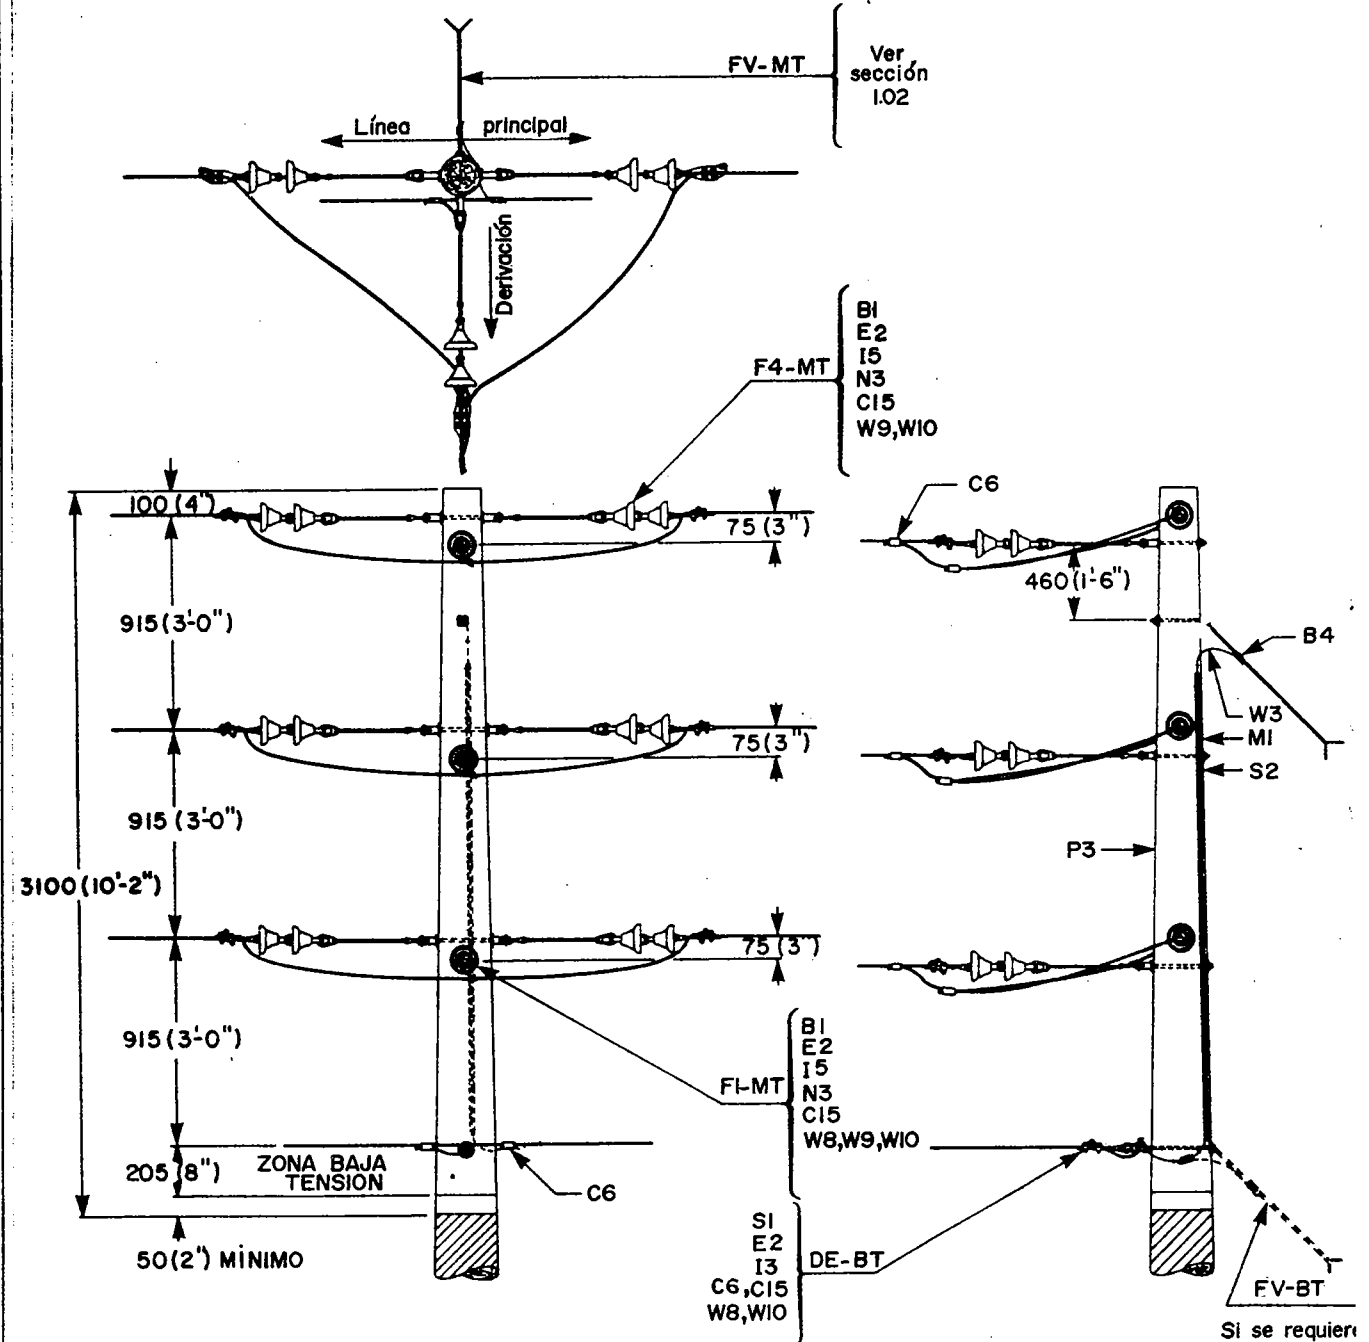 FV-MT
Ver
sección
1.02
Línea principal
Derivación
F4-MT
B1
E2
I5
N3
C15
W9,W10
100 (4")
75 (3")
915 (3'-0")
75 (3")
915 (3'-0")
3100 (10'-2")
75 (3")
915 (3'-0")
205 (8")
ZONA BAJA
TENSION
C6
50 (2') MÍNIMO
C6
460 (1'-6")
B4
W3
M1
S2
P3
F1-MT
B1
E2
I5
N3
C15
W8,W9,W10
S1
E2
I3
C6,C15
W8,W10
DE-BT
FV-BT
Si se requier